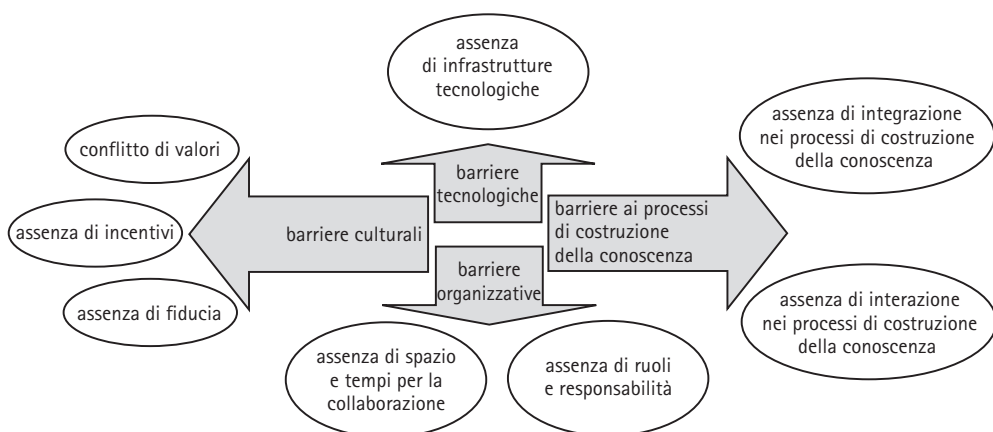 assenza
di infrastrutture
tecnologiche
conflitto di valori
assenza di incentivi
assenza di fiducia
barriere culturali
barriere
tecnologiche
barriere
organizzative
barriere ai processi
di costruzione
della conoscenza
assenza di integrazione
nei processi di costruzione
della conoscenza
assenza di interazione
nei processi di costruzione
della conoscenza
assenza di spazio
e tempi per la
collaborazione
assenza di ruoli
e responsabilità